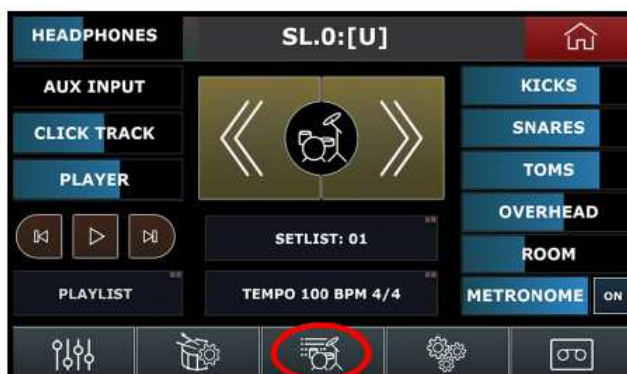 HEADPHONES
SL.0:[U]
AUX INPUT
CLICK TRACK
PLAYER
KICKS
SNARES
TOMS
OVERHEAD
ROOM
SETLIST: 01
PLAYLIST
TEMPO 100 BPM 4/4
METRONOME ON